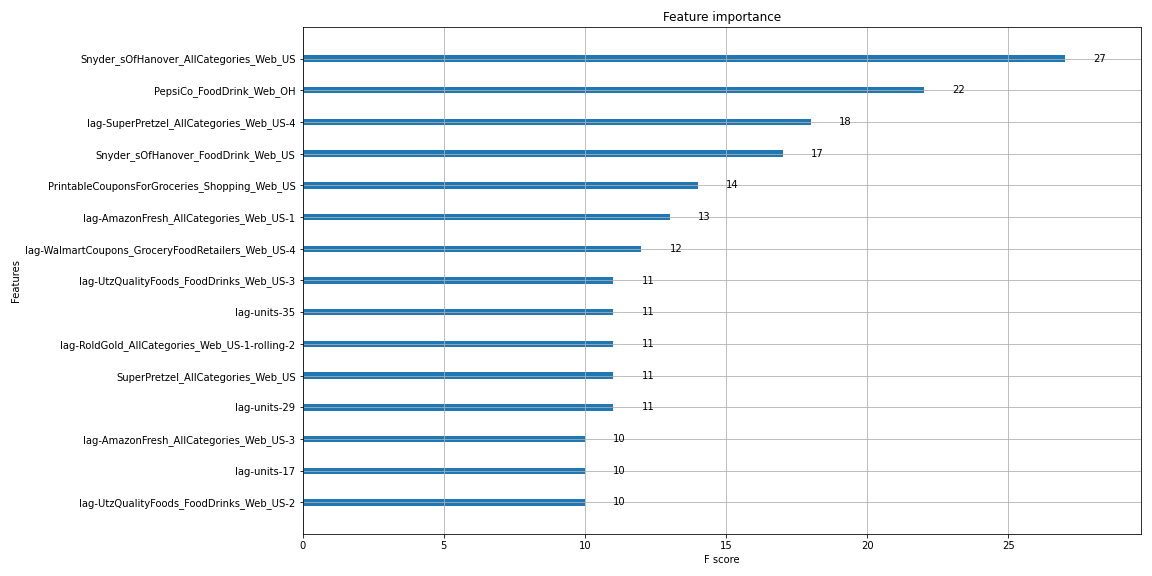 Feature importance
Snyder_sOfHanover_AllCategories_Web_US 27
PepsiCo_FoodDrink_Web_OH 22
lag-SuperPretzel_AllCategories_Web_US-4 18
Snyder_sOfHanover_FoodDrink_Web_US 17
PrintableCouponsForGroceries_Shopping_Web_US 14
lag-AmazonFresh_AllCategories_Web_US-1 13
lag-WalmartCoupons_GroceryFoodRetailers_Web_US-4 12
lag-UtzQualityFoods_FoodDrinks_Web_US-3 11
lag-units-35 11
lag-RoldGold_AllCategories_Web_US-1-rolling-2 11
SuperPretzel_AllCategories_Web_US 11
lag-units-29 11
lag-AmazonFresh_AllCategories_Web_US-3 10
lag-units-17 10
lag-UtzQualityFoods_FoodDrinks_Web_US-2 10
Features
0 5 10 15 20 25
F score